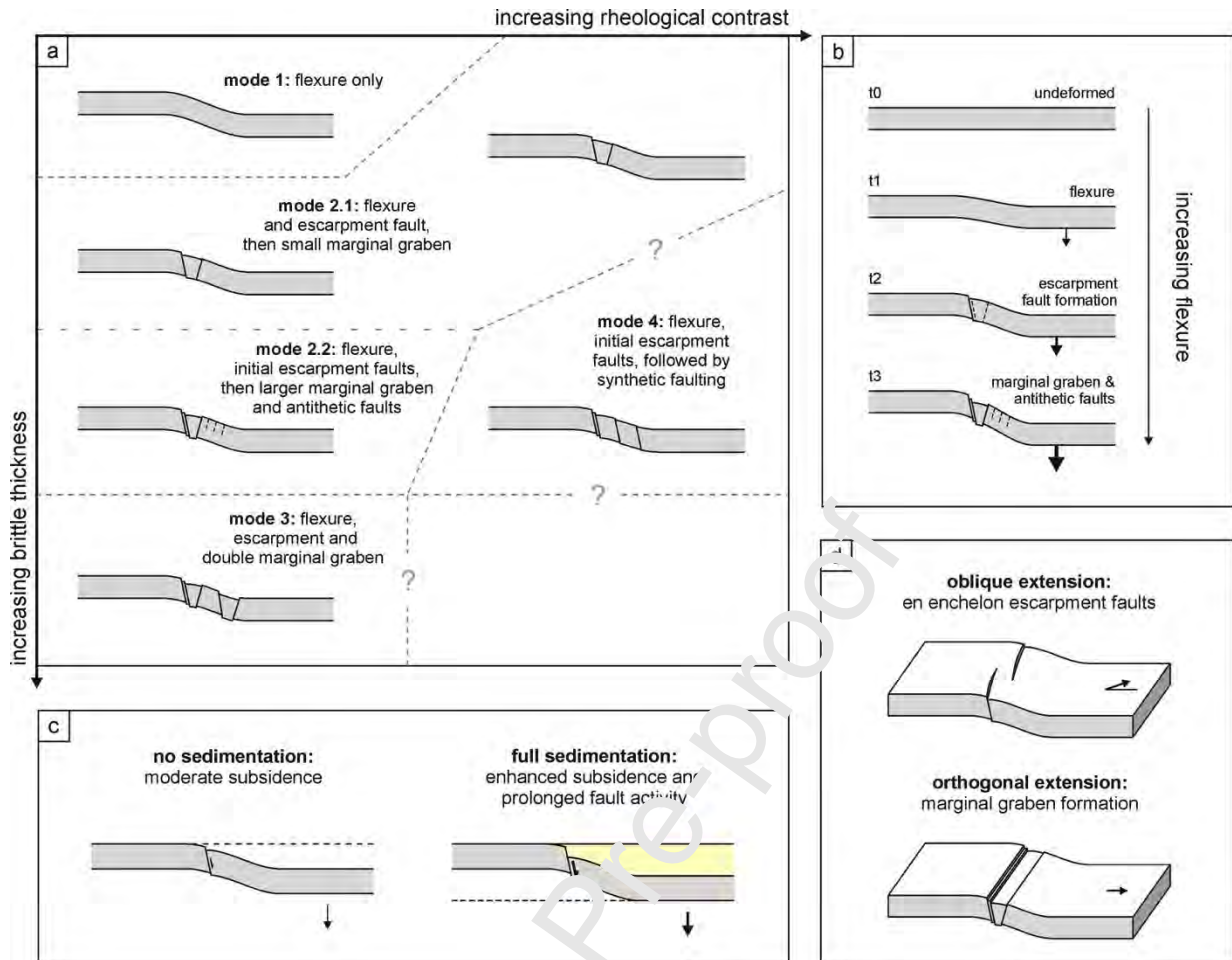 increasing rheological contrast
increasing brittle thickness
a
mode 1: flexure only
mode 2.1: flexure
and escarpment fault,
then small marginal graben
?
mode 2.2: flexure,
initial escarpment faults,
then larger marginal graben
and antithetic faults
mode 4: flexure,
initial escarpment
faults, followed by
synthetic faulting
?
mode 3: flexure,
escarpment and
double marginal graben
?
b
t0
undeformed
t1
flexure
t2
escarpment
fault formation
t3
marginal graben &
antithetic faults
increasing flexure
c
no sedimentation:
moderate subsidence
full sedimentation:
enhanced subsidence and
prolonged fault activity
oblique extension:
en enchelon escarpment faults
orthogonal extension:
marginal graben formation
Pre-proof